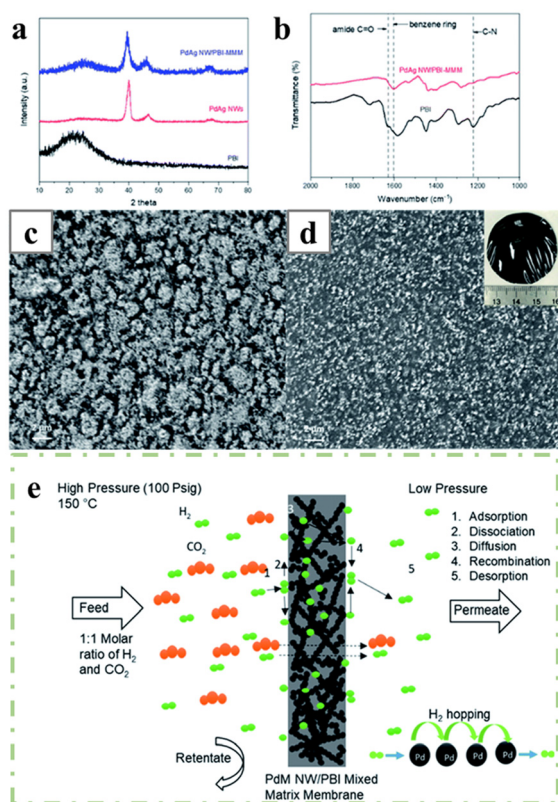 a
PdAg NW/PBI-MMM
PdAg NWs
PBI
Intensity (a.u.)
10 20 30 40 50 60 70 80
2 theta
b
amide C=O
benzene ring
C-N
PdAg NW/PBI-MMM
PBI
Transmittance (%)
2000 1800 1600 1400 1200 1000
Wavenumber (cm⁻¹)
c
d
13 14 15 16
e
High Pressure (100 Psig)
150 °C
Low Pressure
H₂
CO₂
1. Adsorption
2. Dissociation
3. Diffusion
4. Recombination
5. Desorption
3
4
2
1
5
Feed
Permeate
1:1 Molar
ratio of H₂
and CO₂
H₂ hopping
Pd Pd Pd Pd
Retentate
PdM NW/PBI Mixed
Matrix Membrane